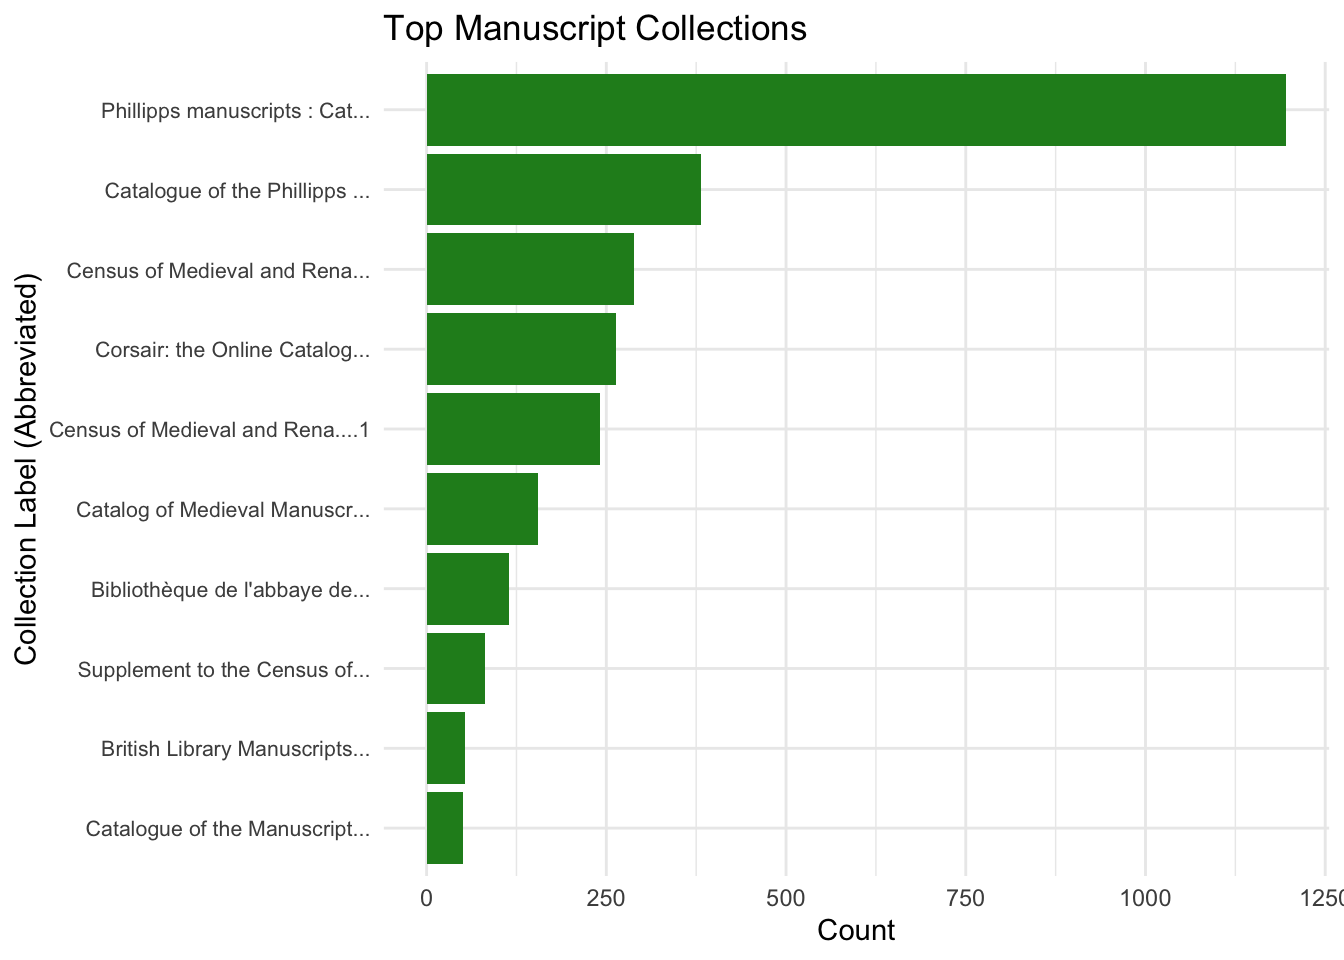 Top Manuscript Collections
Collection Label (Abbreviated)
Phillipps manuscripts : Cat...
Catalogue of the Phillipps ...
Census of Medieval and Rena...
Corsair: the Online Catalog...
Census of Medieval and Rena....1
Catalog of Medieval Manuscr...
Bibliothèque de l'abbaye de...
Supplement to the Census of...
British Library Manuscripts...
Catalogue of the Manuscript...
0 250 500 750 1000 1250
Count